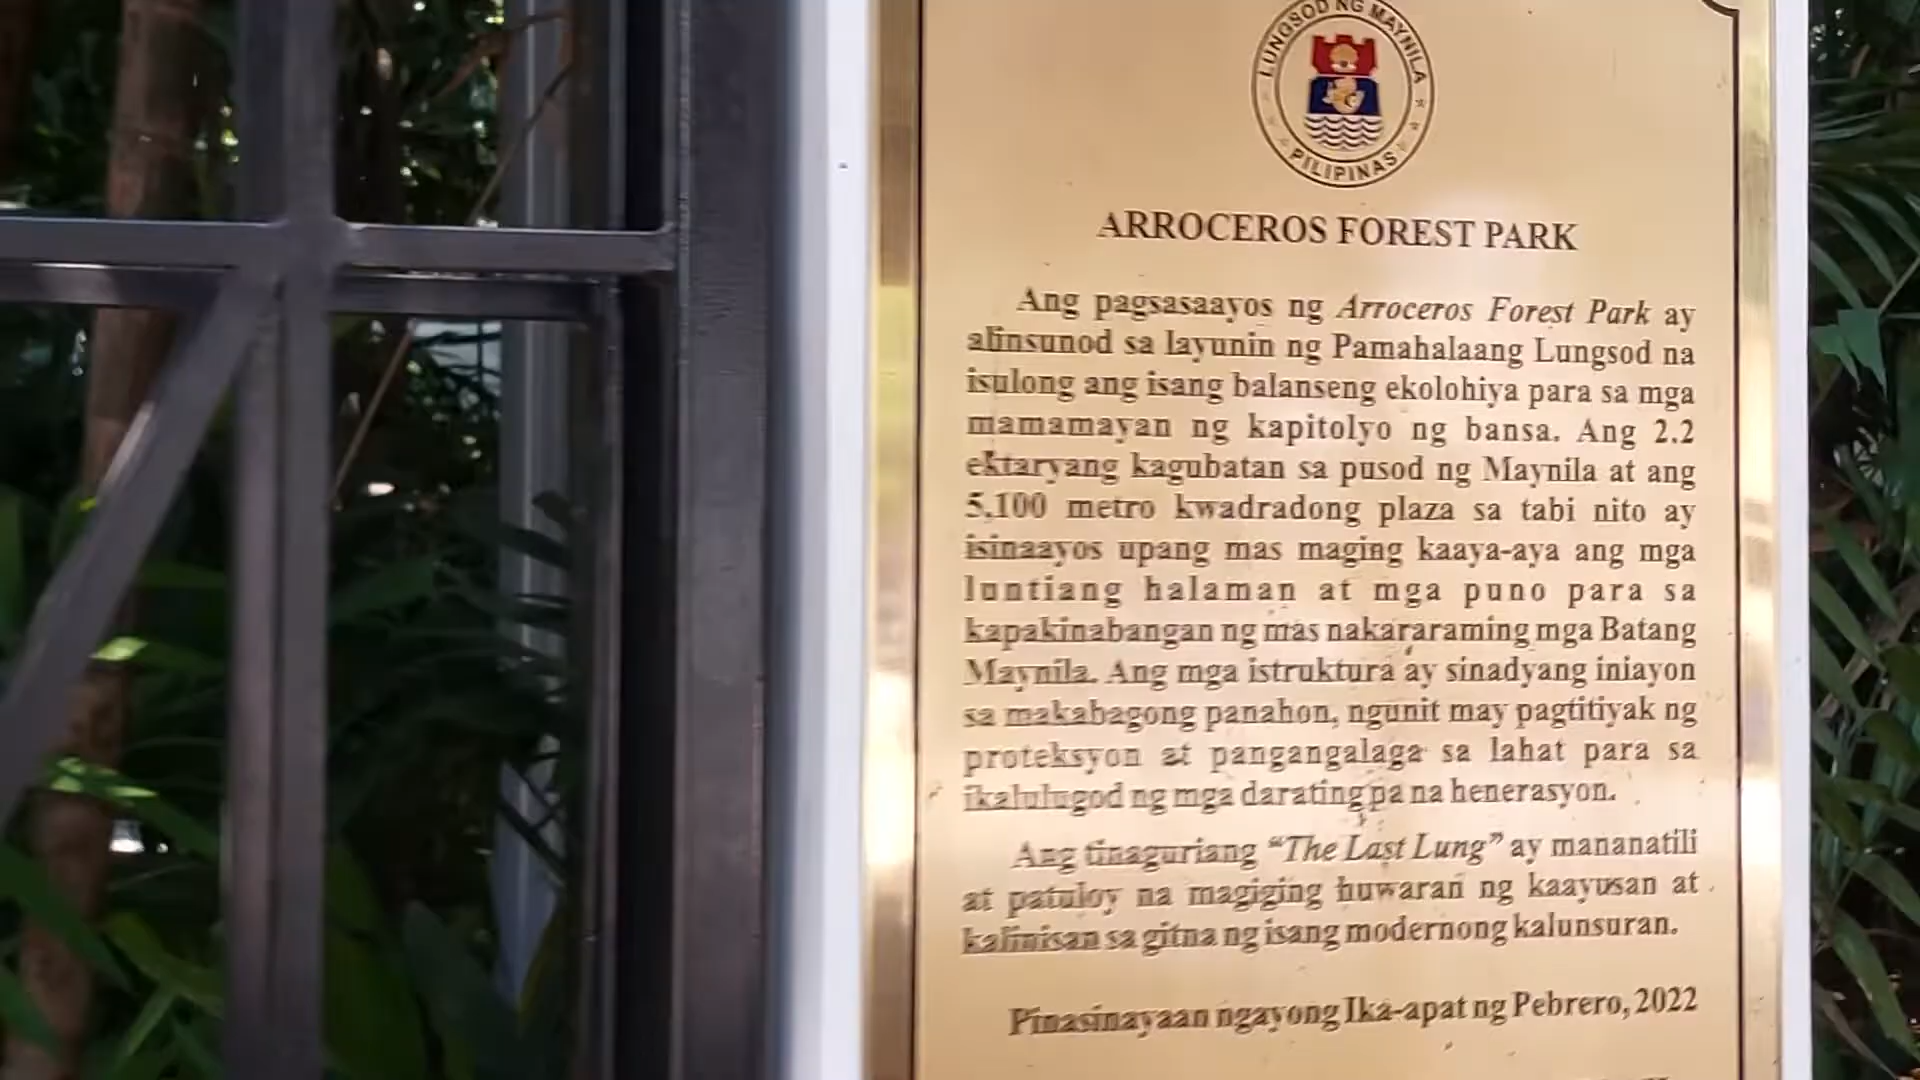 LUNGSOD NG MAYNILA
PILIPINAS
ARROCEROS FOREST PARK
Ang pagsasaayos ng Arroceros Forest Park ay
alinsunod sa layunin ng Pamahalaang Lungsod na
isulong ang isang balanseng ekolohiya para sa mga
mamamayan ng kapitolyo ng bansa. Ang 2.2
ektaryang kagubatan sa pusod ng Maynila at ang
5,100 metro kwadradong plaza sa tabi nito ay
isinaayos upang mas maging kaaya-aya ang mga
luntiang halaman at mga puno para sa
kapakinabangan ng mas nakararaming mga Batang
Maynila. Ang mga istruktura ay sinadyang iniayon
sa makabagong panahon, ngunit may pagtitiyak ng
proteksyon at pangangalaga sa lahat para sa
ikalulugod ng mga darating pa na henerasyon.
Ang tinaguriang “The Last Lung” ay mananatili
at patuloy na magiging huwaran ng kaayusan at
kalinisan sa gitna ng isang modernong kalunsuran.
Pinasinayaan ngayong Ika-apat ng Pebrero, 2022